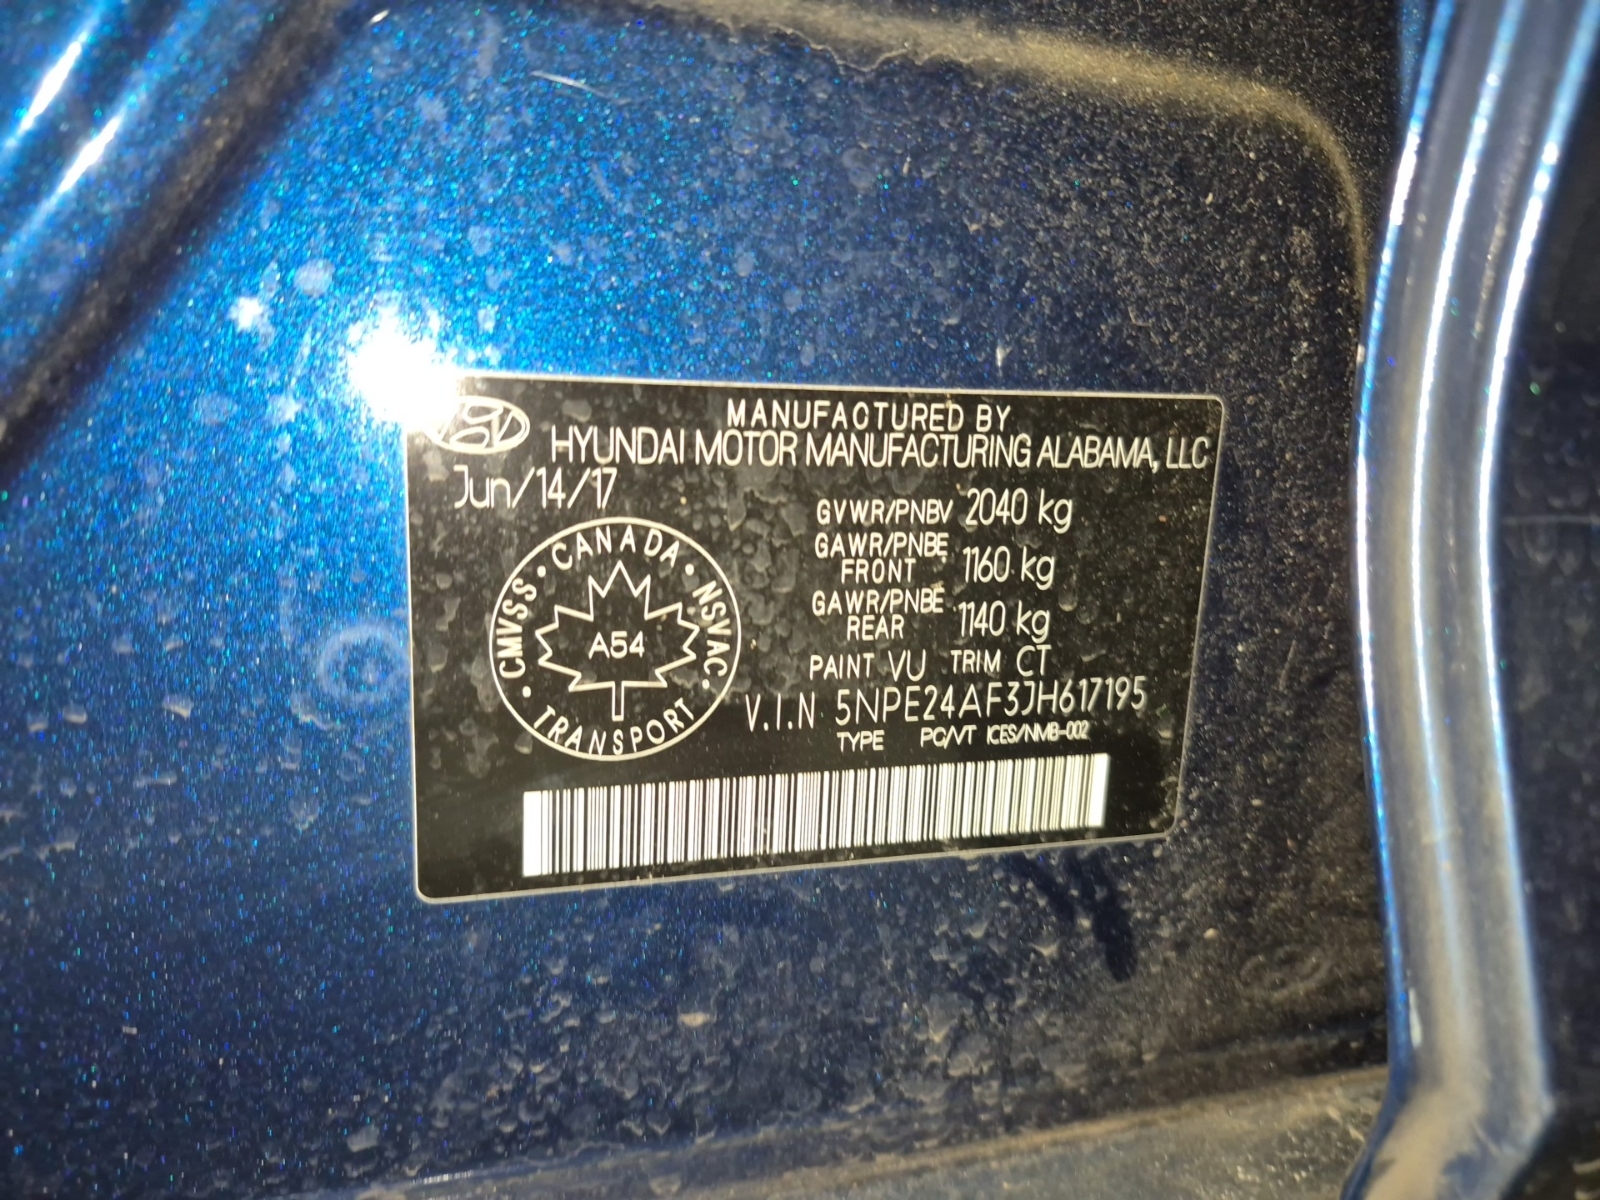 MANUFACTURED BY
HYUNDAI MOTOR MANUFACTURING ALABAMA, LLC
Jun/14/17
GVWR/PNBV 2040 kg
GAWR/PNBE FRONT 1160 kg
GAWR/PNBE REAR 1140 kg
PAINT VU TRIM CT
CMVSS · CANADA · NSVAC · TRANSPORT ·
A54
V.I.N 5NPE24AF3JH617195
TYPE PC/VT ICES/NMB-002